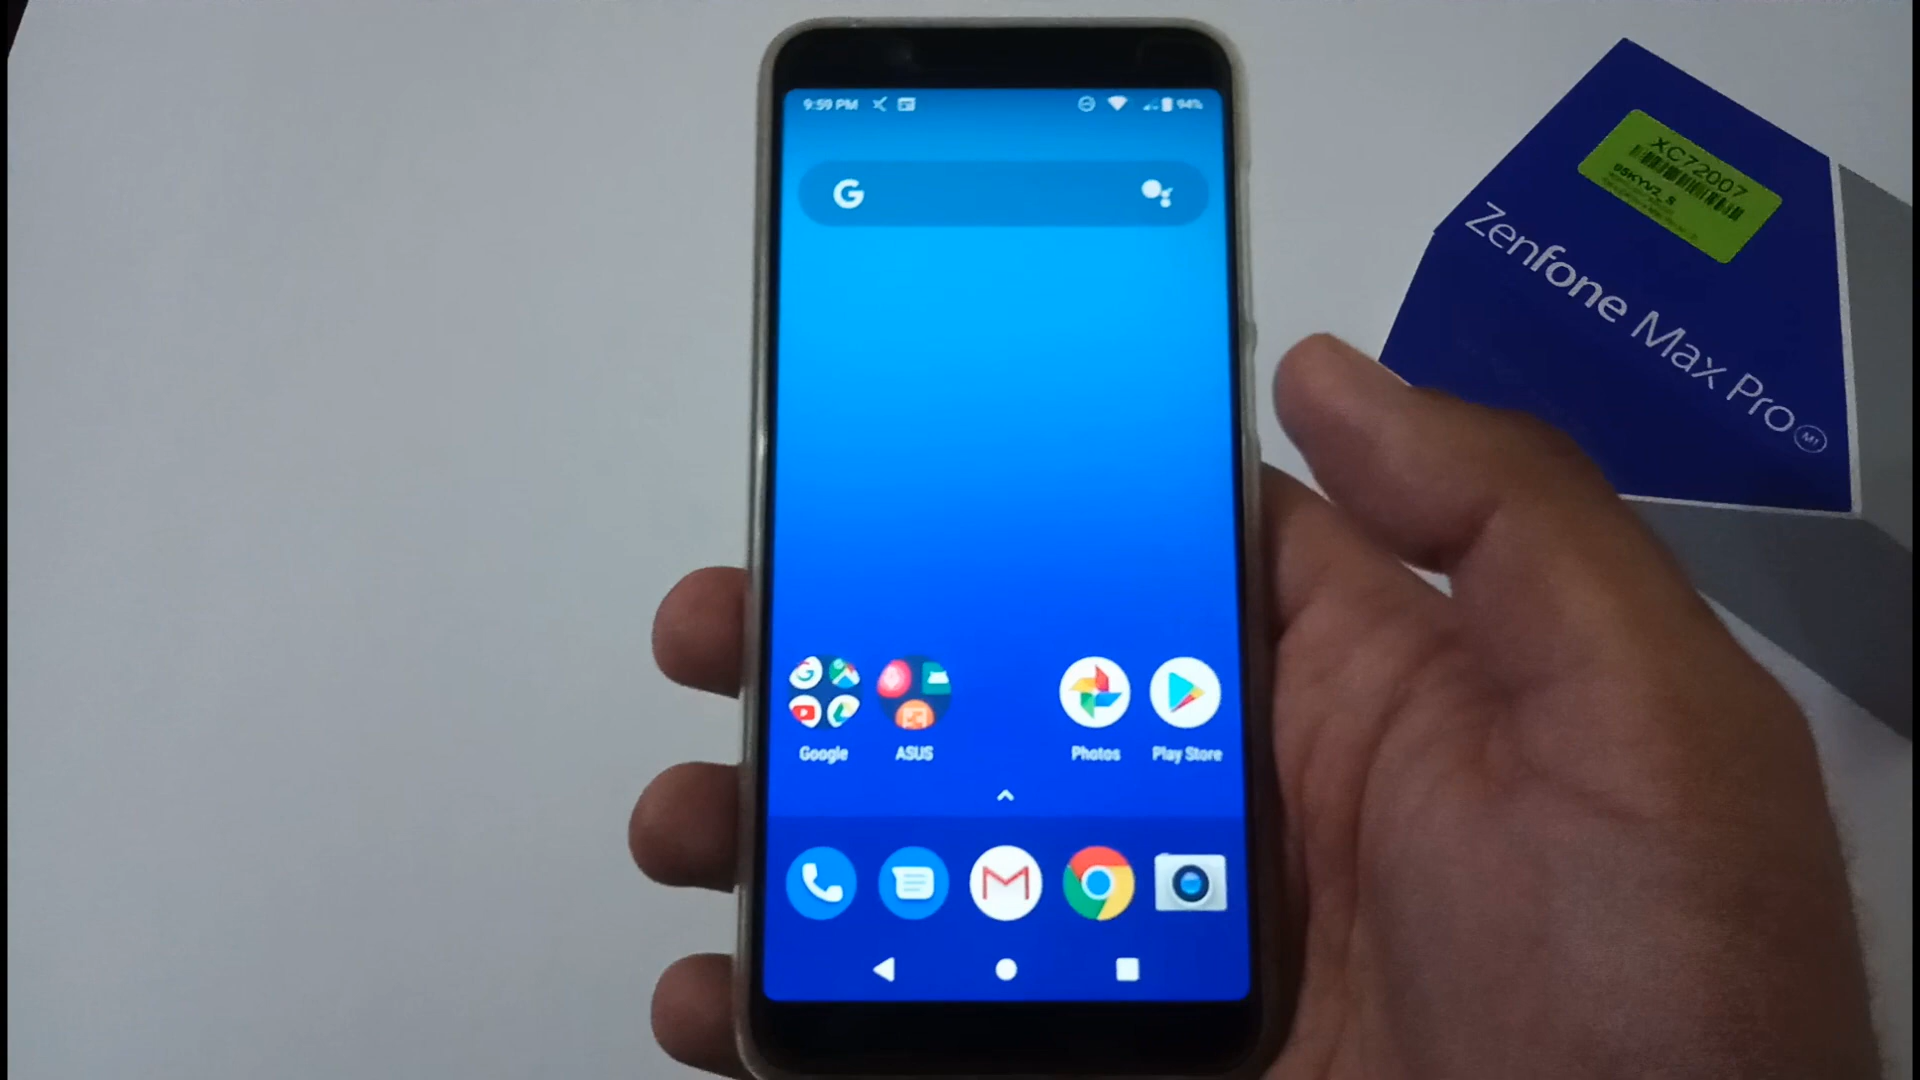 9:59 PM
94%
G
Google
ASUS
Photos
Play Store
XC72007
Zenfone Max Pro M1